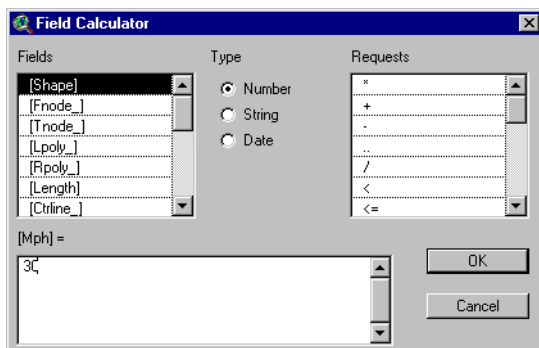 Field Calculator
Fields
Type
Requests
[Shape]
[Fnode_]
[Tnode_]
[Lpoly_]
[Rpoly_]
[Length]
[Ctrline_]
Number
String
Date
*
+
-
..
/
<
<=
[Mph] =
30
OK
Cancel